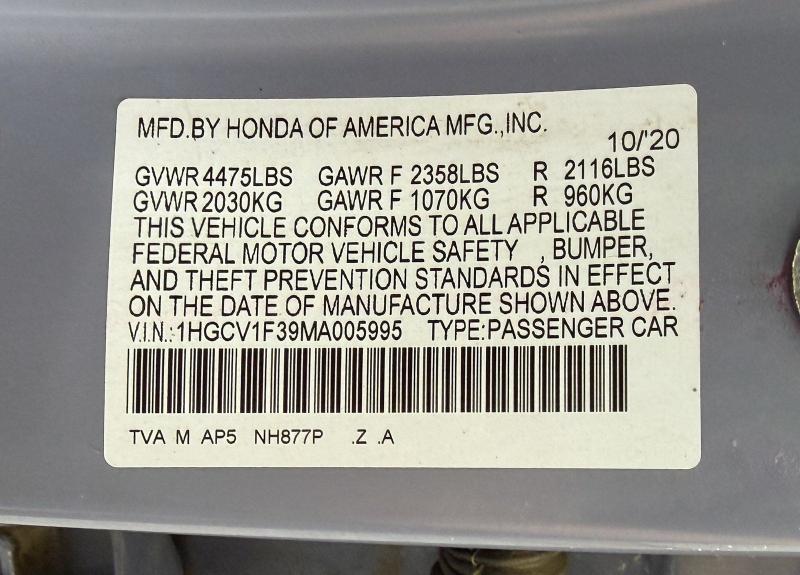 MFD.BY HONDA OF AMERICA MFG.,INC.
10/'20
GVWR 4475LBS GAWR F 2358LBS R 2116LBS
GVWR 2030KG GAWR F 1070KG R 960KG
THIS VEHICLE CONFORMS TO ALL APPLICABLE
FEDERAL MOTOR VEHICLE SAFETY , BUMPER,
AND THEFT PREVENTION STANDARDS IN EFFECT
ON THE DATE OF MANUFACTURE SHOWN ABOVE.
V.I.N.:1HGCV1F39MA005995 TYPE:PASSENGER CAR
TVA M AP5 NH877P .Z .A